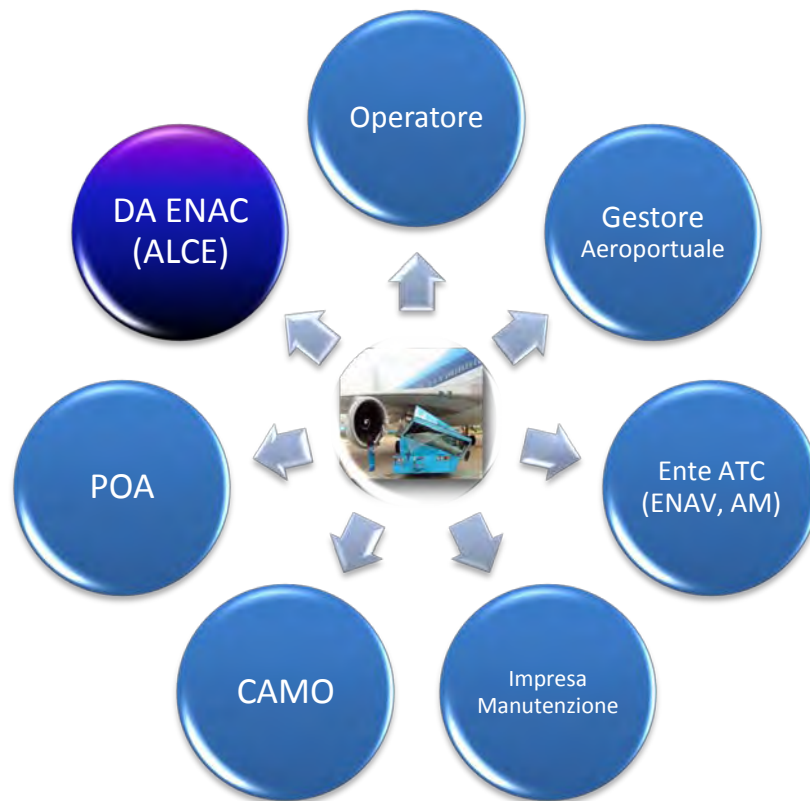 Operatore
Gestore
Aeroportuale
Ente ATC
(ENAV, AM)
Impresa
Manutenzione
CAMO
POA
DA ENAC
(ALCE)